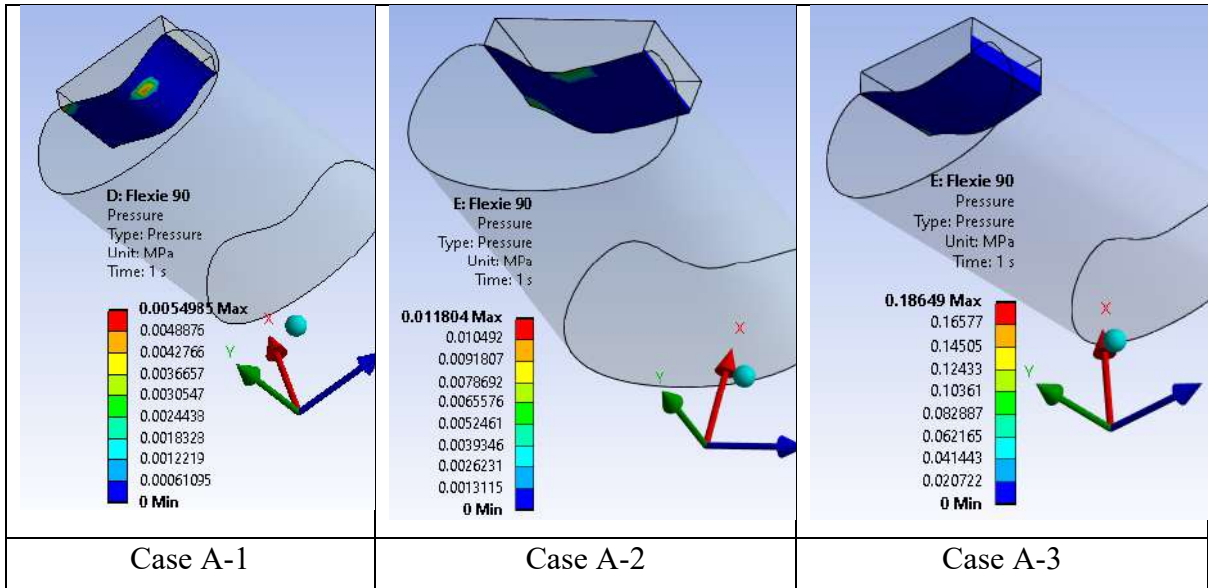 D: Flexie 90
Pressure
Type: Pressure
Unit: MPa
Time: 1 s
0.0054985 Max
0.0048876
0.0042766
0.0036657
0.0030547
0.0024438
0.0018328
0.0012219
0.00061095
0 Min
X
Y
E: Flexie 90
Pressure
Type: Pressure
Unit: MPa
Time: 1 s
0.011804 Max
0.010492
0.0091807
0.0078692
0.0065576
0.0052461
0.0039346
0.0026231
0.0013115
0 Min
X
Y
E: Flexie 90
Pressure
Type: Pressure
Unit: MPa
Time: 1 s
0.18649 Max
0.16577
0.14505
0.12433
0.10361
0.082887
0.062165
0.041443
0.020722
0 Min
X
Y
Case A-1
Case A-2
Case A-3